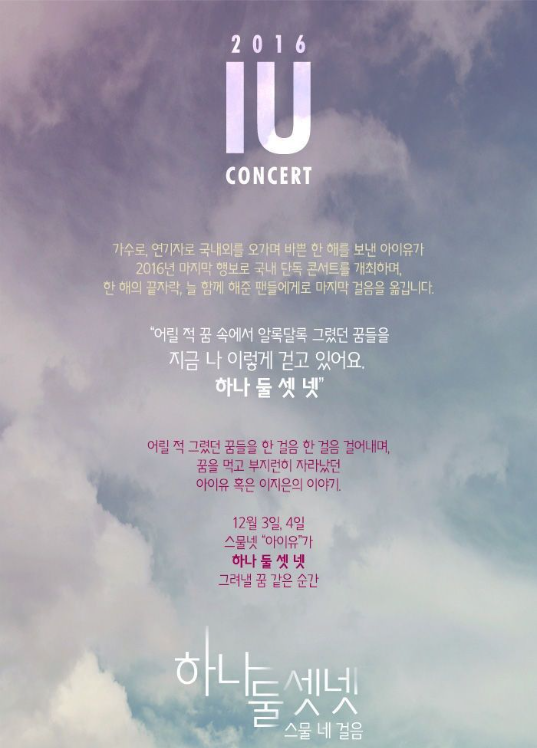 2016
IU
CONCERT
가수로, 연기자로 국내외를 오가며 바쁜 한 해를 보낸 아이유가
2016년 마지막 행보로 국내 단독 콘서트를 개최하며,
한 해의 끝자락, 늘 함께 해준 팬들에게로 마지막 걸음을 옮깁니다.
“어릴 적 꿈 속에서 알록달록 그렸던 꿈들을
지금 나 이렇게 걷고 있어요.
하나 둘 셋 넷”
어릴 적 그렸던 꿈들을 한 걸음 한 걸음 걸어내며,
꿈을 먹고 부지런히 자라났던
아이유 혹은 이지은의 이야기.
12월 3일, 4일
스물넷 “아이유”가
하나 둘 셋 넷
그려낼 꿈 같은 순간
하나 둘 셋 넷
스물 네 걸음